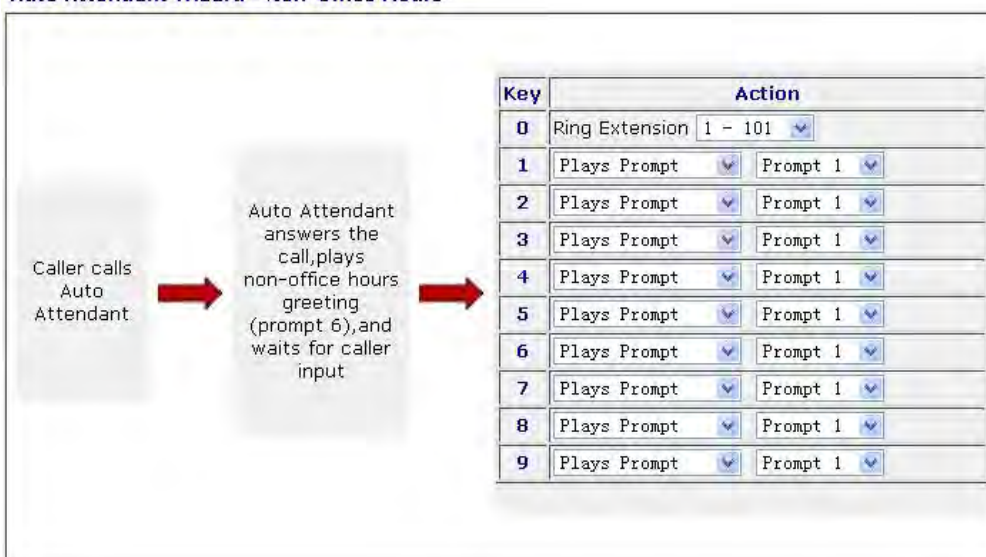 Caller calls
Auto
Attendant
Auto Attendant
answers the
call,plays
non-office hours
greeting
(prompt 6),and
waits for caller
input
Key Action
0 Ring Extension 1 - 101
1 Plays Prompt Prompt 1
2 Plays Prompt Prompt 1
3 Plays Prompt Prompt 1
4 Plays Prompt Prompt 1
5 Plays Prompt Prompt 1
6 Plays Prompt Prompt 1
7 Plays Prompt Prompt 1
8 Plays Prompt Prompt 1
9 Plays Prompt Prompt 1